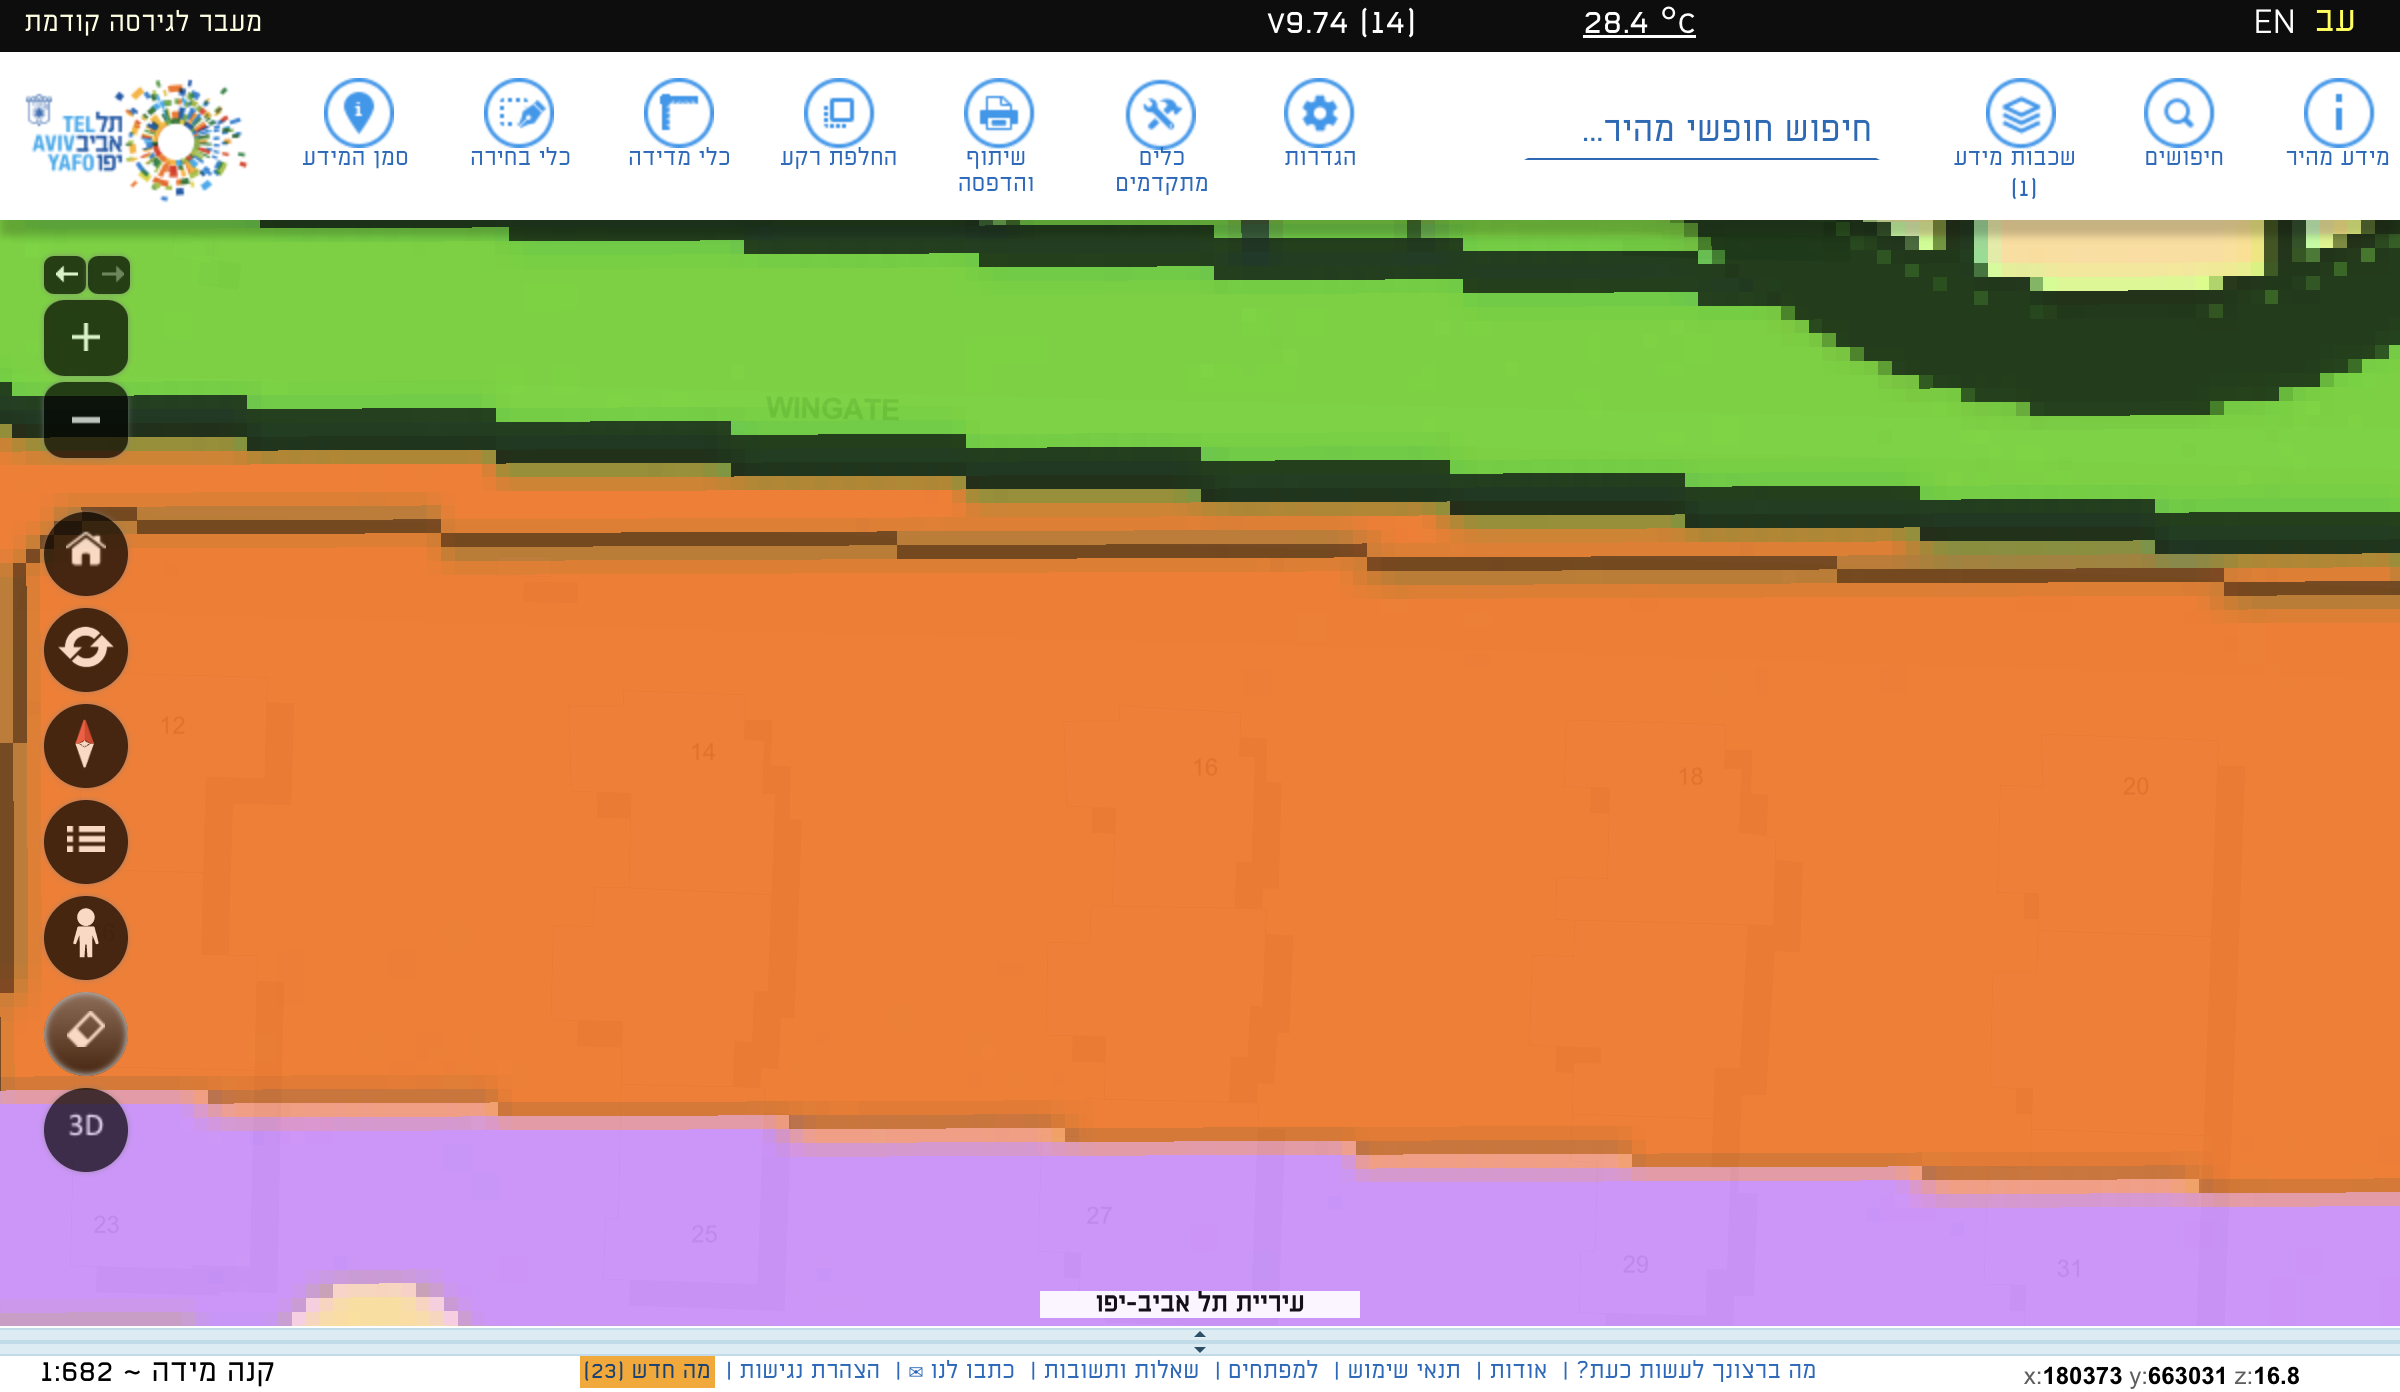 מעבר לגירסה קודמת
V9.74 (14)
28.4 °C
עב EN
מידע מהיר
חיפושים
שכבות מידע
(1)
חיפוש חופשי מהיר...
הגדרות
כלים
מתקדמים
שיתוף
והדפסה
החלפת רקע
כלי מדידה
כלי בחירה
סמן המידע
תל TEL
אביב AVIV
יפו YAFO
WINGATE
12
14
16
18
20
3D
23
25
27
29
31
עיריית תל אביב-יפו
מה ברצונך לעשות כעת? | אודות | תנאי שימוש | למפתחים | שאלות ותשובות | כתבו לנו ✉ | הצהרת נגישות | מה חדש (23)
קנה מידה ~ 1:682
x:180373 y:663031 z:16.8